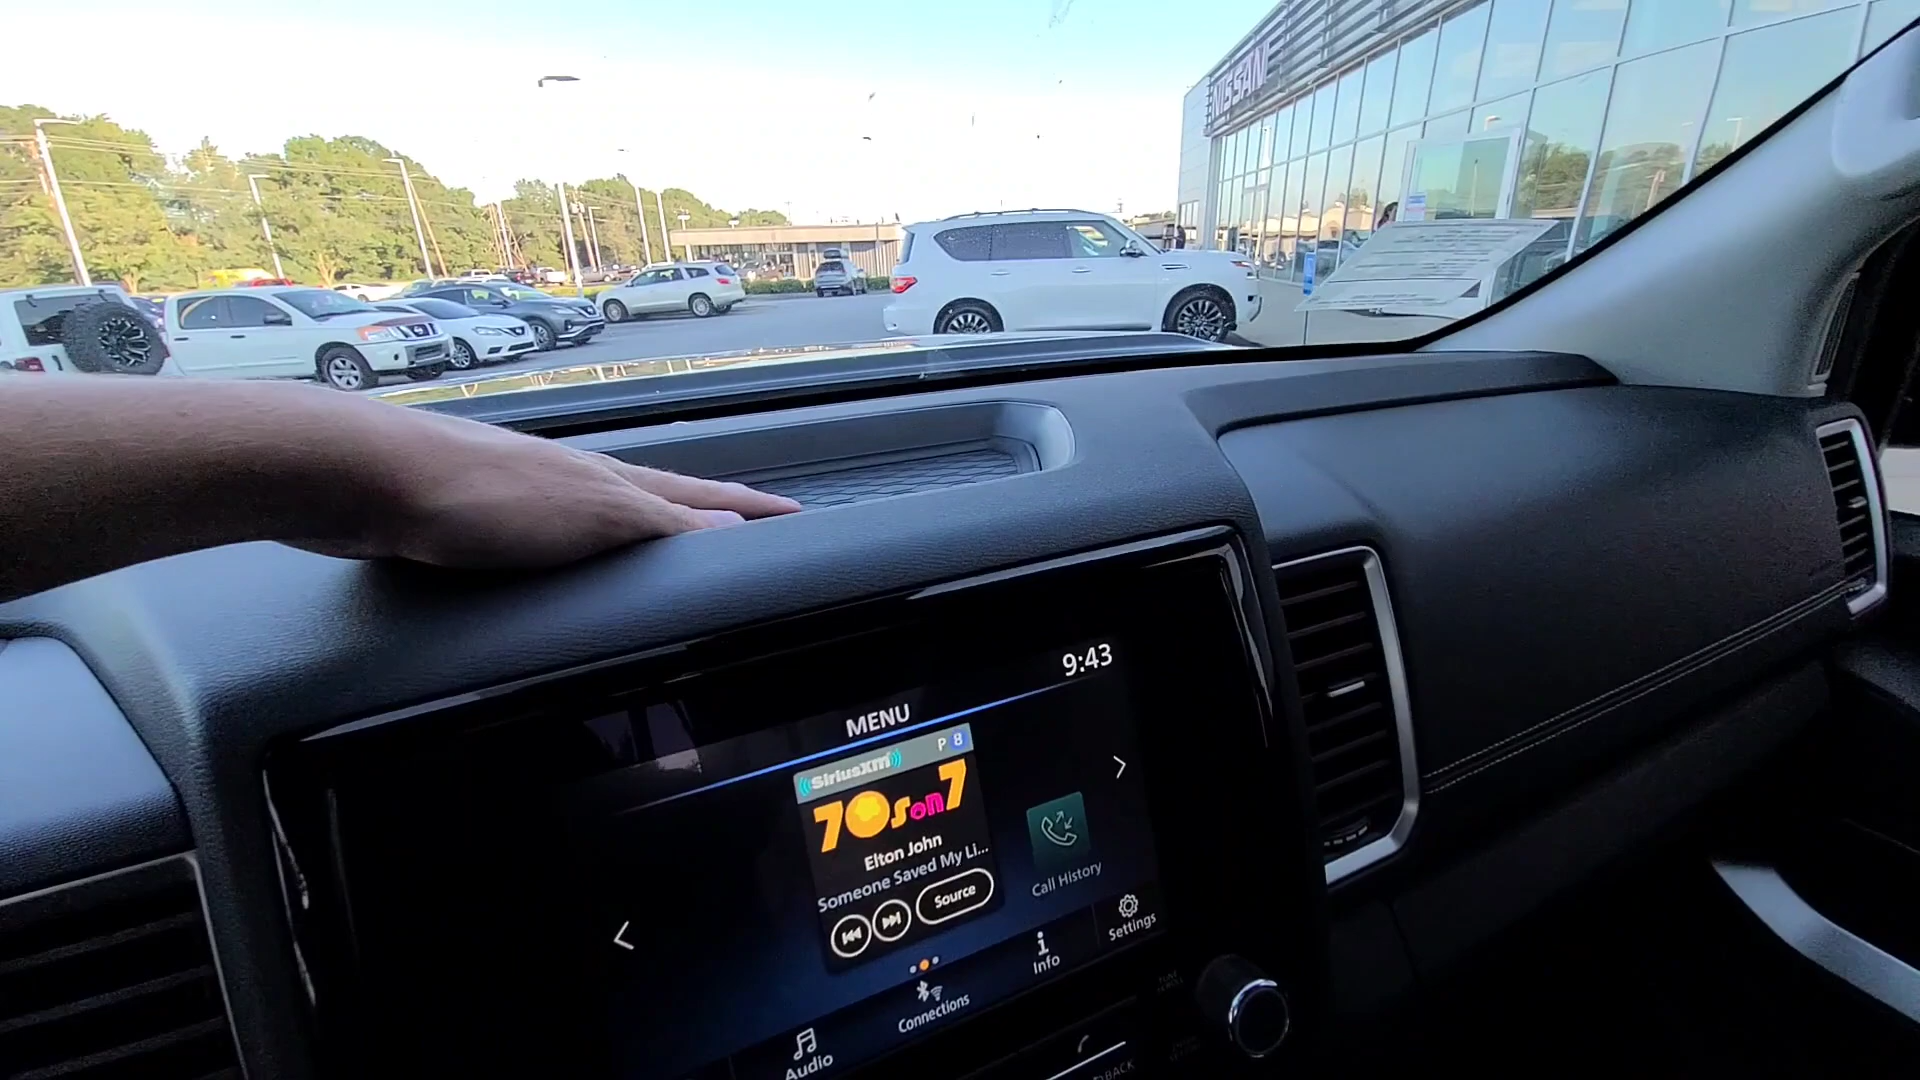 NISSAN
9:43
MENU
SiriusXM
P 8
70s on 7
Elton John
Someone Saved My Li...
Source
Call History
Settings
Info
Connections
Audio
BACK